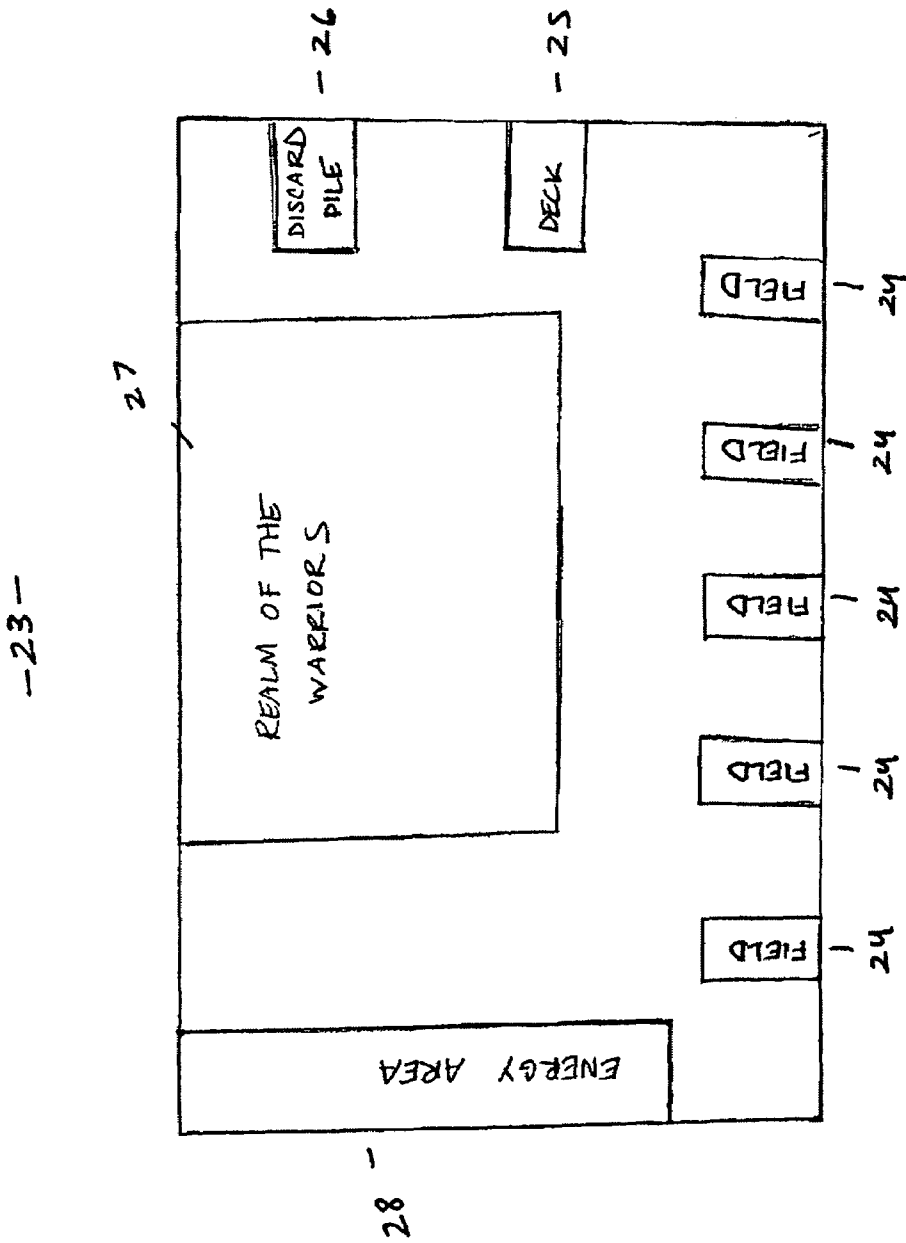 - 23 -
27
REALM OF THE
WARRIORS
DISCARD
PILE
- 26
28 -
ENERGY AREA
DECK
- 25
FIELD
FIELD
FIELD
FIELD
FIELD
24
24
24
24
24